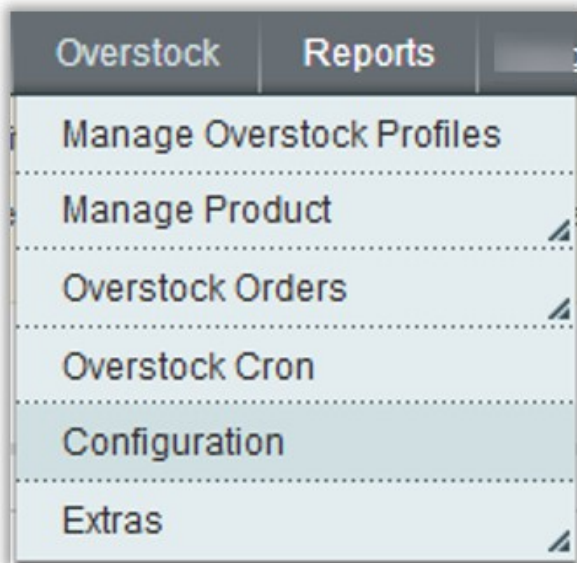 Overstock Reports
Manage Overstock Profiles
Manage Product
Overstock Orders
Overstock Cron
Configuration
Extras